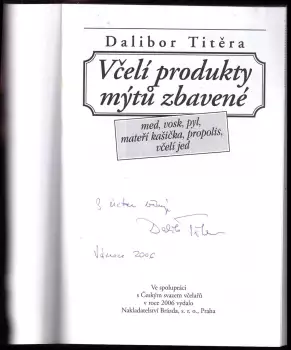 Dalibor Titěra
Včelí produkty
mýtů zbavené
med, vosk, pyl,
mateří kašička, propolis,
včelí jed
S úctou
Vánoce 2006
Ve spolupráci
s Českým svazem včelařů
v roce 2006 vydalo
Nakladatelství Brázda, s. r. o., Praha